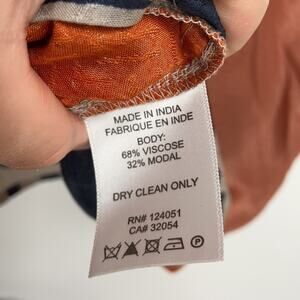 MADE IN INDIA
FABRIQUE EN INDE
BODY:
68% VISCOSE
32% MODAL
DRY CLEAN ONLY
RN# 124051
CA# 32054
P